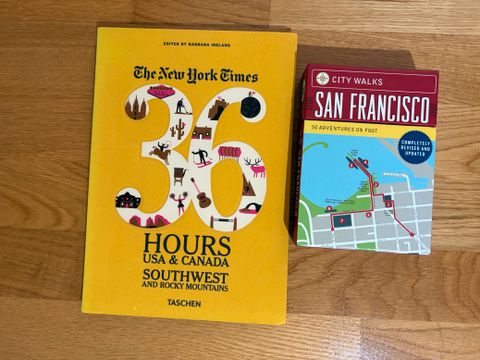 EDITED BY BARBARA IRELAND
The New York Times
36
HOURS
USA & CANADA
SOUTHWEST
AND ROCKY MOUNTAINS
TASCHEN
CITY WALKS
SAN FRANCISCO
50 ADVENTURES ON FOOT
COMPLETELY
REVISED AND
UPDATED